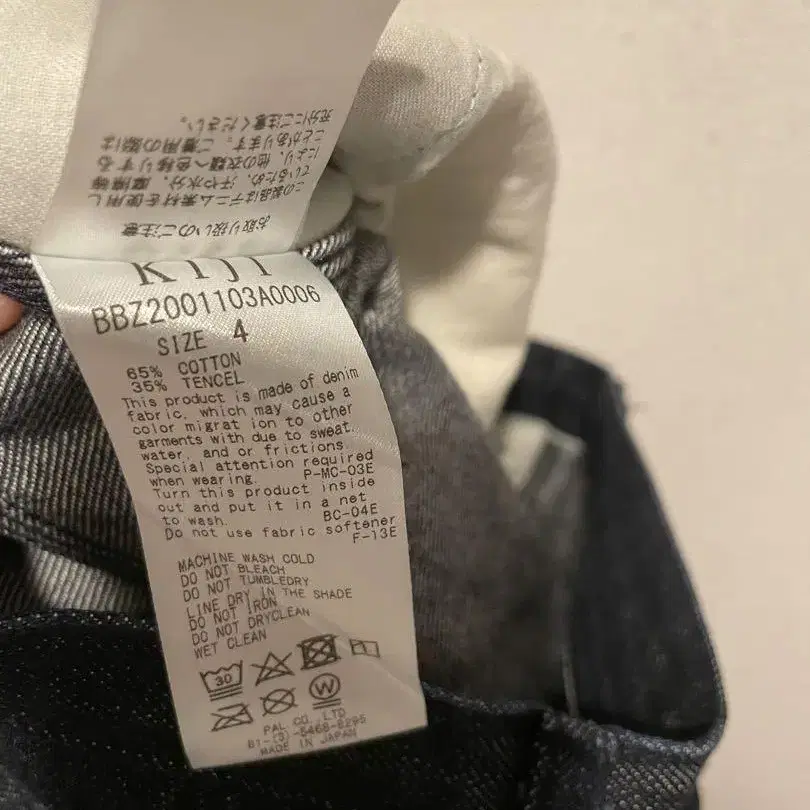 お取り扱いのご注意
この製品はデニム素材を使用し
ているため、汗や水分、摩擦等
により、他の衣類へ色移りする
ことがあります。ご着用の際は
充分にご注意ください。
KIJI
BBZ2001103A0006
SIZE 4
65% COTTON
35% TENCEL
This product is made of denim
fabric, which may cause a
color migrat ion to other
garments with due to sweat,
water, and or frictions.
Special attention required
when wearing. P-MC-03E
Turn this product inside
out and put it in a net
to wash. BC-04E
Do not use fabric softener
F-13E
MACHINE WASH COLD
DO NOT BLEACH
DO NOT TUMBLEDRY
LINE DRY IN THE SHADE
DO NOT IRON
DO NOT DRYCLEAN
WET CLEAN
30
W
PAL CO.,LTD
81-(3)-5468-8295
MADE IN JAPAN